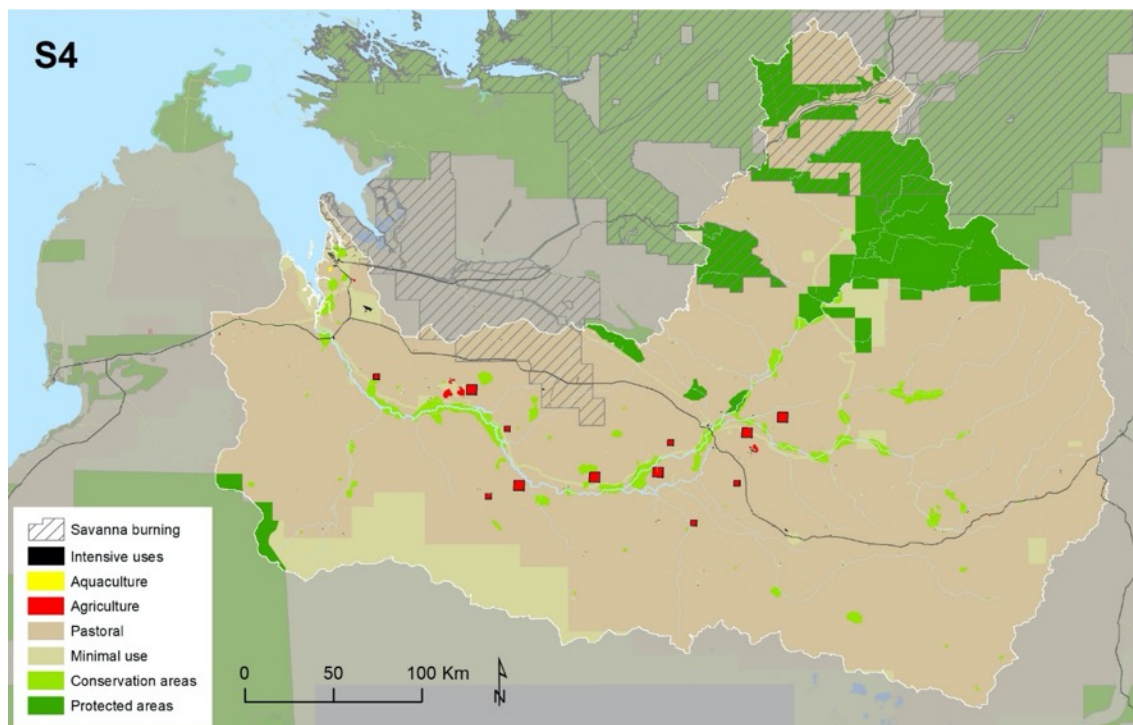 S4
Savanna burning
Intensive uses
Aquaculture
Agriculture
Pastoral
Minimal use
Conservation areas
Protected areas
0 50 100 Km
N